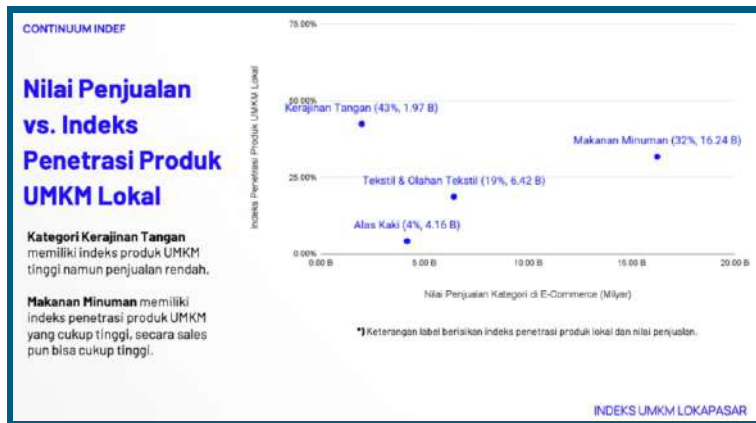 CONTINUUM INDEF
Nilai Penjualan
vs. Indeks
Penetrasi Produk
UMKM Lokal
Kategori Kerajinan Tangan
memiliki indeks produk UMKM
tinggi namun penjualan rendah.
Makanan Minuman memiliki
indeks penetrasi produk UMKM
yang cukup tinggi, secara sales
pun bisa cukup tinggi.
Indeks Penetrasi Produk UMKM Lokal
75.00%
50.00%
Kerajinan Tangan (43%, 1.97 B)
Makanan Minuman (32%, 16.24 B)
25.00%
Tekstil & Olahan Tekstil (19%, 6.42 B)
Alas Kaki (4%, 4.16 B)
0.00%
0.00 B 5.00 B 10.00 B 15.00 B 20.00 B
Nilai Penjualan Kategori di E-Commerce (Milyar)
*) Keterangan label berisikan indeks penetrasi produk lokal dan nilai penjualan.
INDEKS UMKM LOKAPASAR